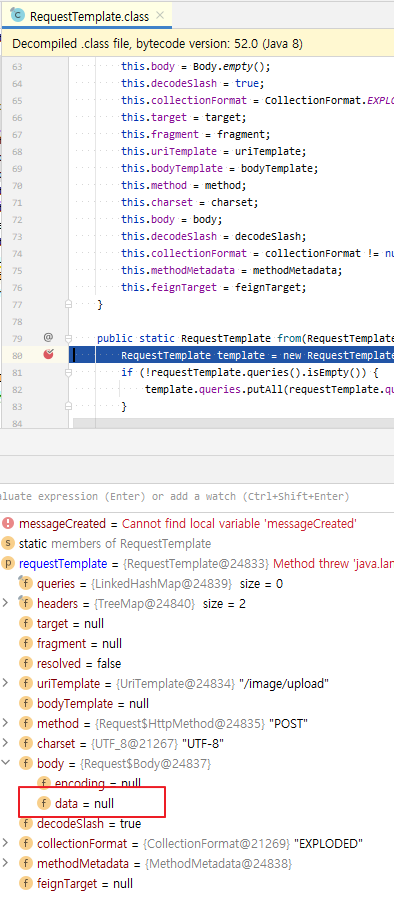 RequestTemplate.class
Decompiled .class file, bytecode version: 52.0 (Java 8)
63 this.body = Body.empty();
64 this.decodeSlash = true;
65 this.collectionFormat = CollectionFormat.EXPLO
66 this.target = target;
67 this.fragment = fragment;
68 this.uriTemplate = uriTemplate;
69 this.bodyTemplate = bodyTemplate;
70 this.method = method;
71 this.charset = charset;
72 this.body = body;
73 this.decodeSlash = decodeSlash;
74 this.collectionFormat = collectionFormat != nu
75 this.methodMetadata = methodMetadata;
76 this.feignTarget = feignTarget;
77 }
78
79 @ public static RequestTemplate from(RequestTemplat
80 RequestTemplate template = new RequestTemplate
81 if (!requestTemplate.queries().isEmpty()) {
82 template.queries.putAll(requestTemplate.qu
83 }
84
aluate expression (Enter) or add a watch (Ctrl+Shift+Enter)
messageCreated = Cannot find local variable 'messageCreated'
s static members of RequestTemplate
p requestTemplate = {RequestTemplate@24833} Method threw 'java.lan
f queries = {LinkedHashMap@24839} size = 0
f headers = {TreeMap@24840} size = 2
f target = null
f fragment = null
f resolved = false
f uriTemplate = {UriTemplate@24834} "/image/upload"
f bodyTemplate = null
f method = {Request$HttpMethod@24835} "POST"
f charset = {UTF_8@21267} "UTF-8"
f body = {Request$Body@24837}
f encoding = null
f data = null
f decodeSlash = true
f collectionFormat = {CollectionFormat@21269} "EXPLODED"
f methodMetadata = {MethodMetadata@24838}
f feignTarget = null